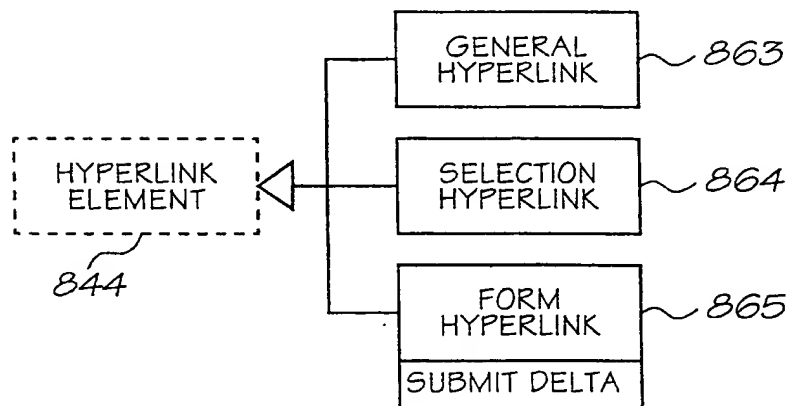 GENERAL
HYPERLINK
863
HYPERLINK
ELEMENT
844
SELECTION
HYPERLINK
864
FORM
HYPERLINK
865
SUBMIT DELTA